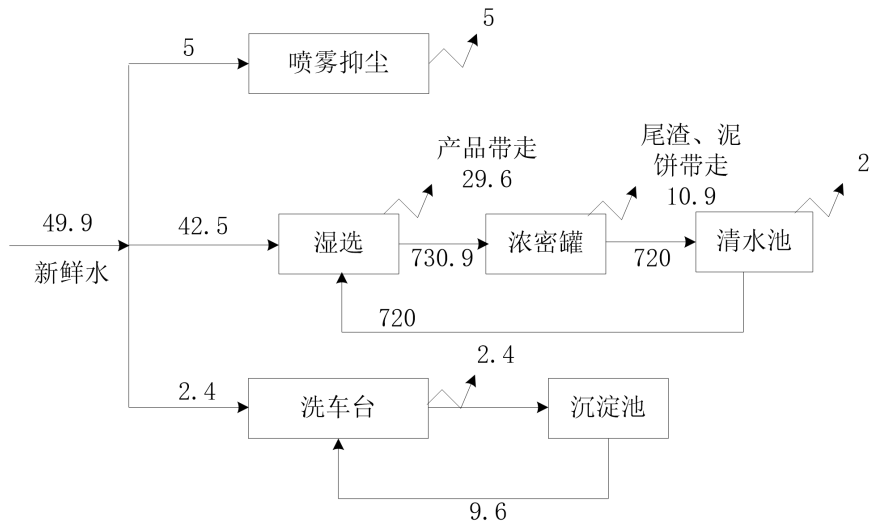 5
喷雾抑尘
5
49.9
新鲜水
42.5
湿选
产品带走
29.6
730.9
浓密罐
尾渣、泥
饼带走
10.9
720
清水池
2
720
2.4
洗车台
2.4
沉淀池
9.6